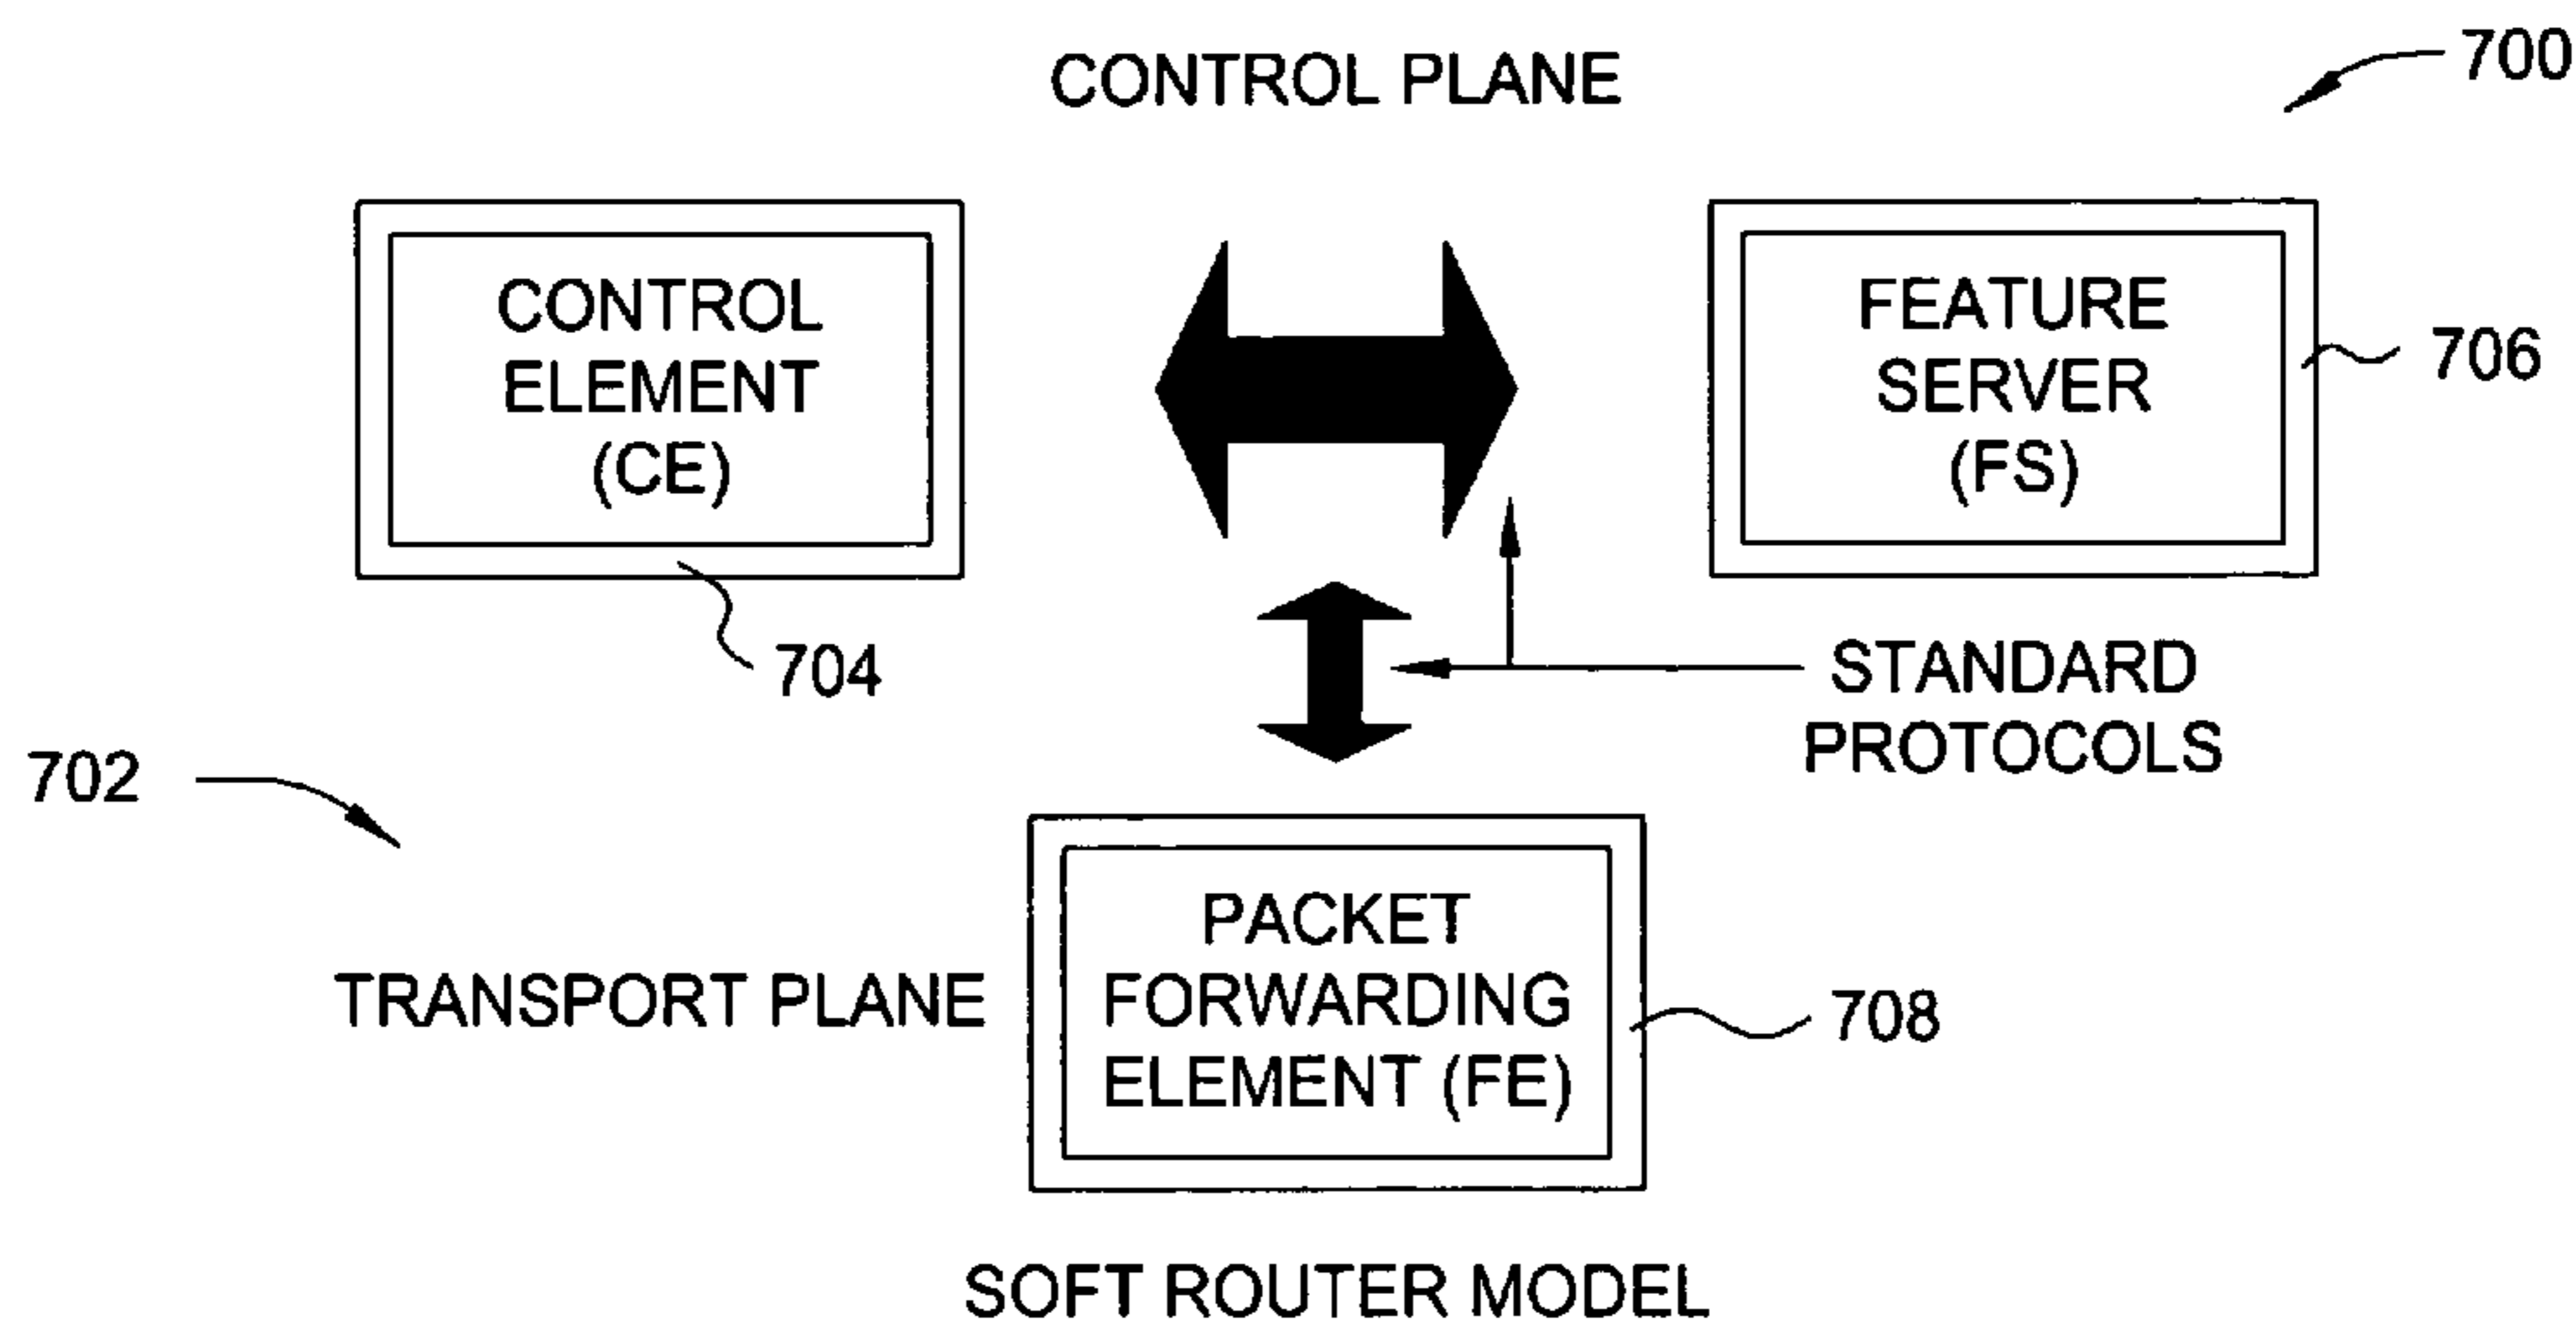 CONTROL PLANE
700
CONTROL
ELEMENT
(CE)
704
FEATURE
SERVER
(FS)
706
STANDARD
PROTOCOLS
702
TRANSPORT PLANE
PACKET
FORWARDING
ELEMENT (FE)
708
SOFT ROUTER MODEL